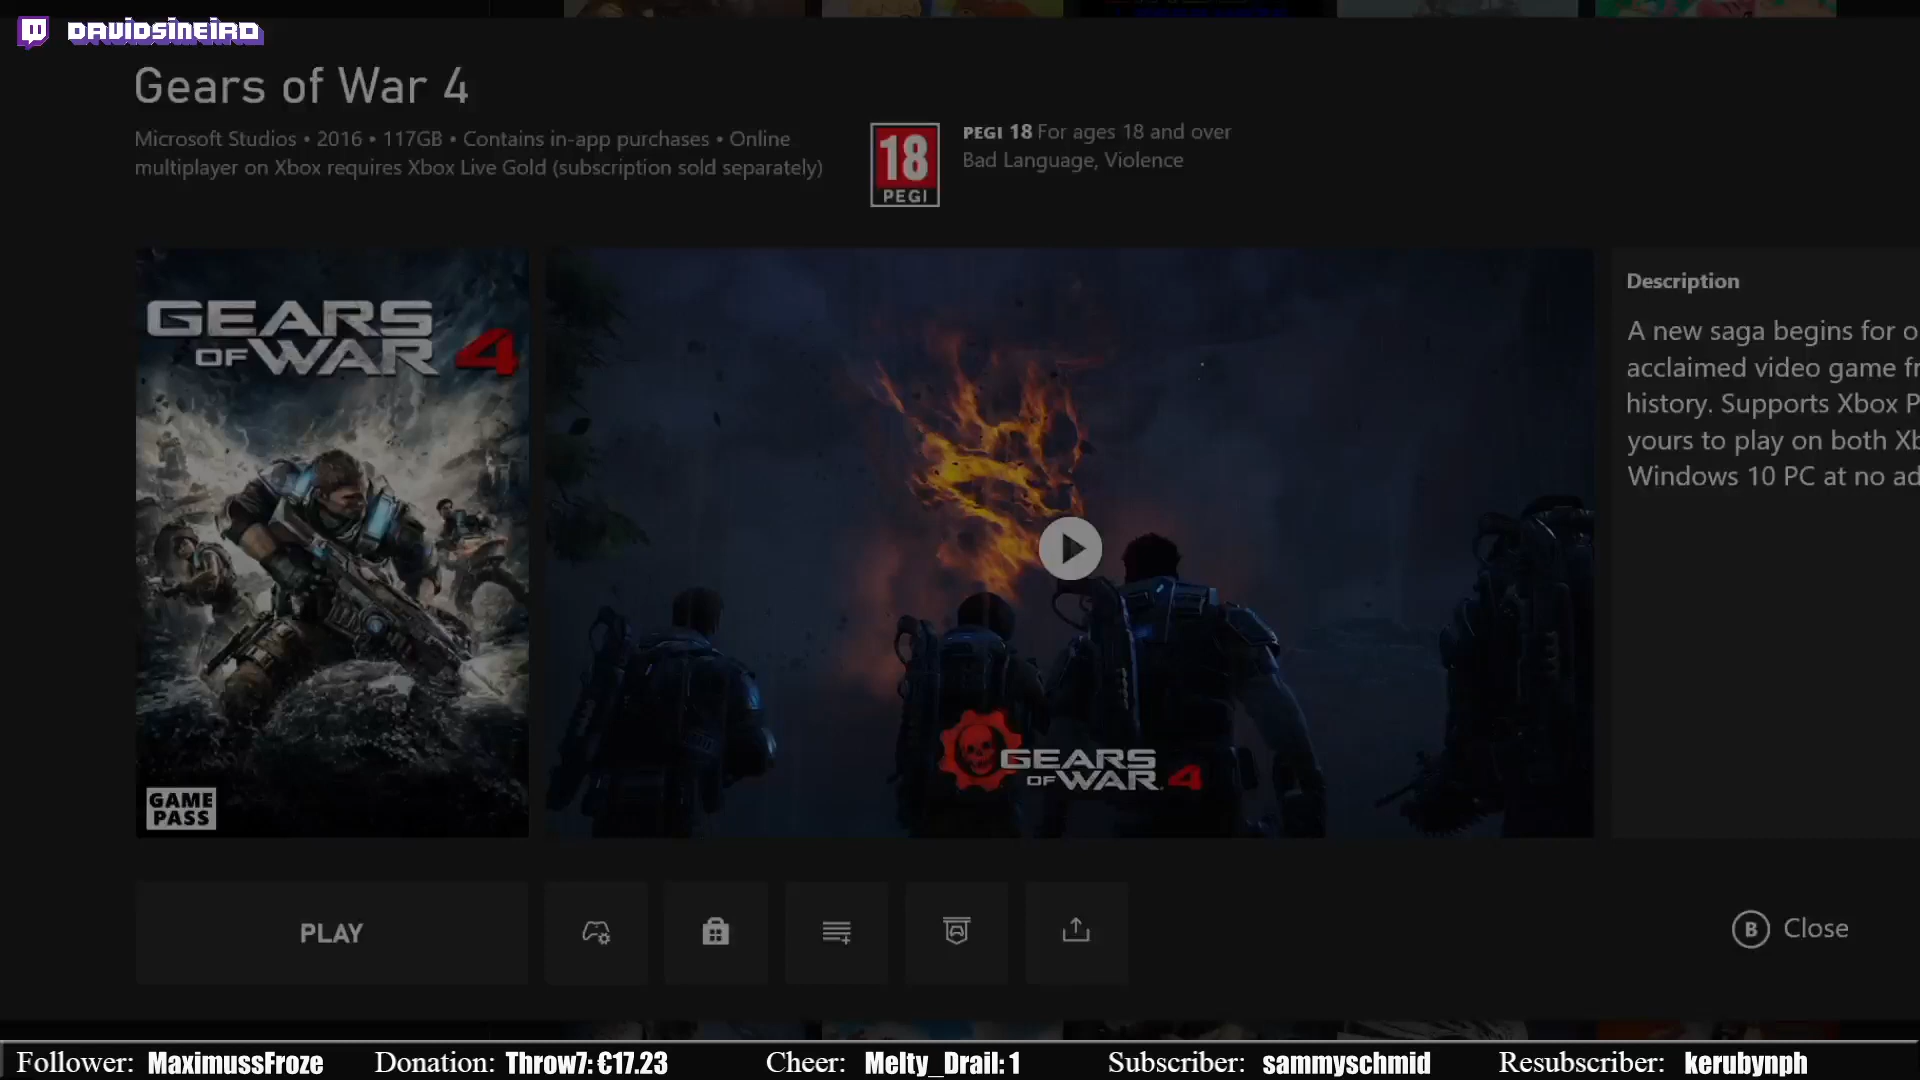 DAVIDSINEIRO
Gears of War 4
Microsoft Studios • 2016 • 117GB • Contains in-app purchases • Online
multiplayer on Xbox requires Xbox Live Gold (subscription sold separately)
18
PEGI
PEGI 18 For ages 18 and over
Bad Language, Violence
GEARS
OF WAR 4
GAME
PASS
GEARS
OF WAR 4
Description
A new saga begins for o
acclaimed video game fr
history. Supports Xbox P
yours to play on both Xb
Windows 10 PC at no ad
PLAY
B Close
Follower: MaximussFroze Donation: Throw7: €17.23 Cheer: Melty_Drail: 1 Subscriber: sammyschmid Resubscriber: kerubynph